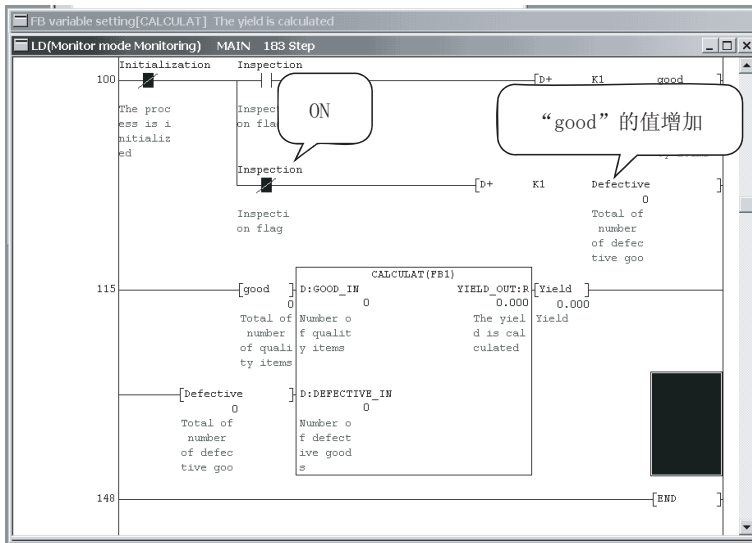 FB variable setting[CALCULAT] The yield is calculated
LD(Monitor mode Monitoring) MAIN 183 Step
Initialization Inspection
100 [D+ K1 good ]
The proc
ess is i
nitializ
ed
Inspec
on flag
ON
“good”的值增加
Inspection
[D+ K1 Defective ]
0
Inspecti
on flag
Total of
number
of defec
tive goo
CALCULAT(FB1)
115 [good ] D:GOOD_IN YIELD_OUT:R [Yield ]
0 0 0.000 0.000
Total of
number
of quali
ty items
Number o
f qualit
y items
The yiel
d is cal
culated
Yield
[Defective ] D:DEFECTIVE_IN
0 0
Total of
number
of defec
tive goo
Number o
f defect
ive good
s
148 [END ]